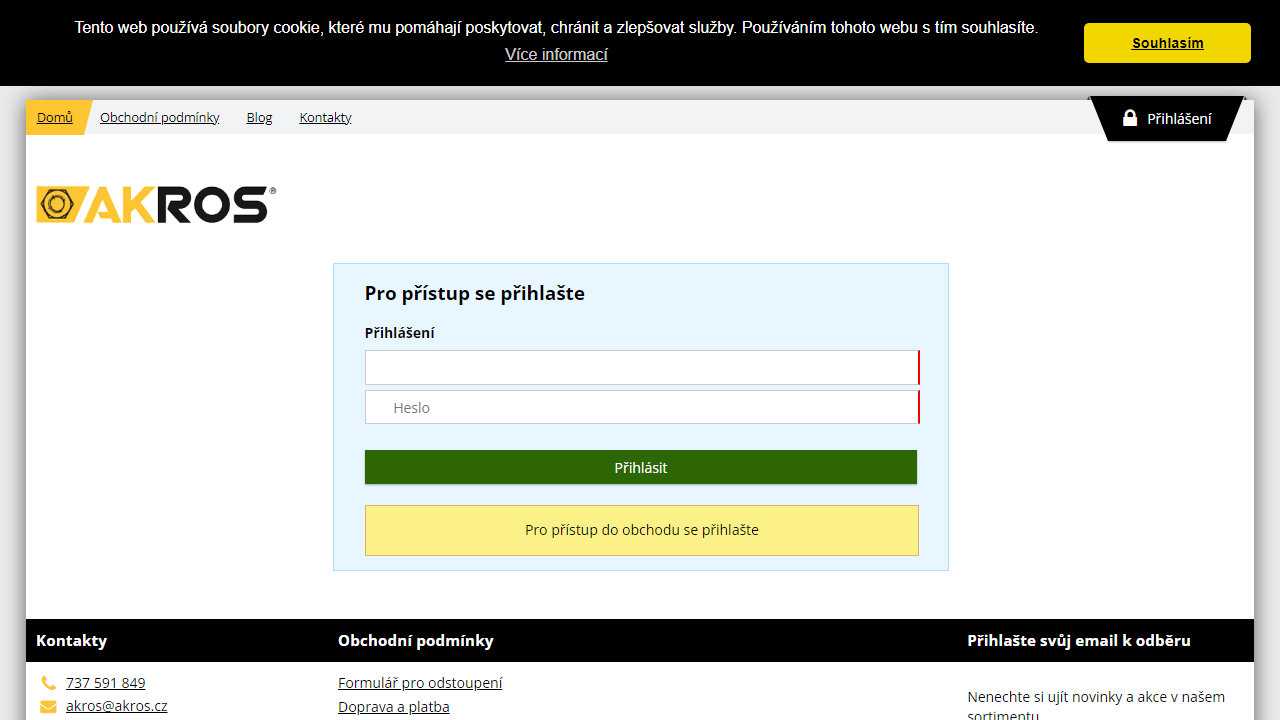 Tento web používá soubory cookie, které mu pomáhají poskytovat, chránit a zlepšovat služby. Používáním tohoto webu s tím souhlasíte.
Více informací
Souhlasím
Domů
Obchodní podmínky
Blog
Kontakty
Přihlášení
AKROS®
Pro přístup se přihlašte
Přihlášení
Heslo
Přihlásit
Pro přístup do obchodu se přihlašte
Kontakty
737 591 849
akros@akros.cz
Obchodní podmínky
Formulář pro odstoupení
Doprava a platba
Přihlašte svůj email k odběru
Nenechte si ujít novinky a akce v našem
sortimentu